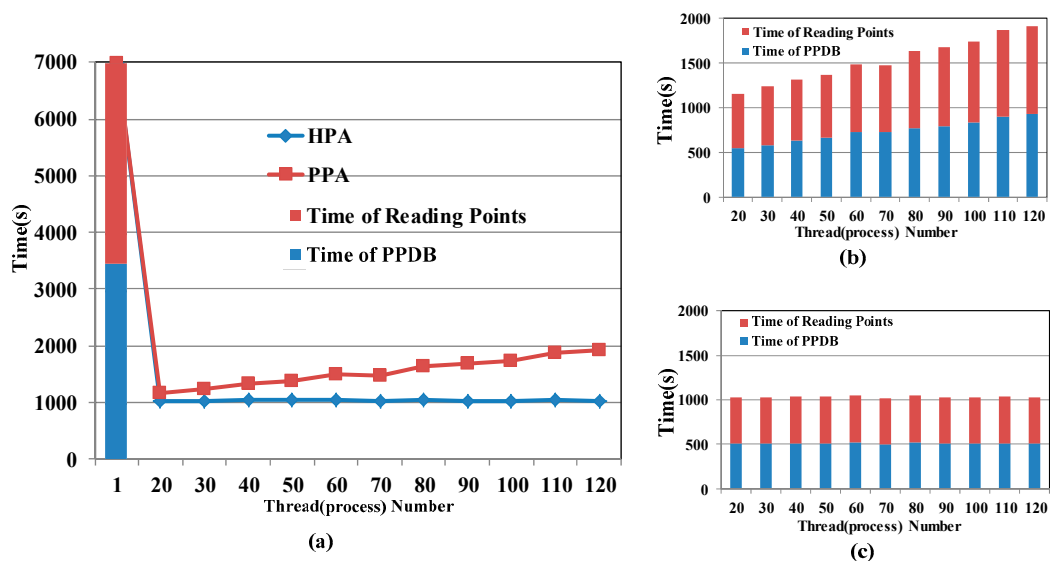 7000
6000
5000
4000
3000
2000
1000
0
Time(s)
HPA
PPA
Time of Reading Points
Time of PPDB
1 20 30 40 50 60 70 80 90 100 110 120
Thread(process) Number
(a)
2000
1500
1000
500
0
Time(s)
Time of Reading Points
Time of PPDB
20 30 40 50 60 70 80 90 100 110 120
Thread(process) Number
(b)
2000
1500
1000
500
0
Time(s)
Time of Reading Points
Time of PPDB
20 30 40 50 60 70 80 90 100 110 120
Thread(process) Number
(c)